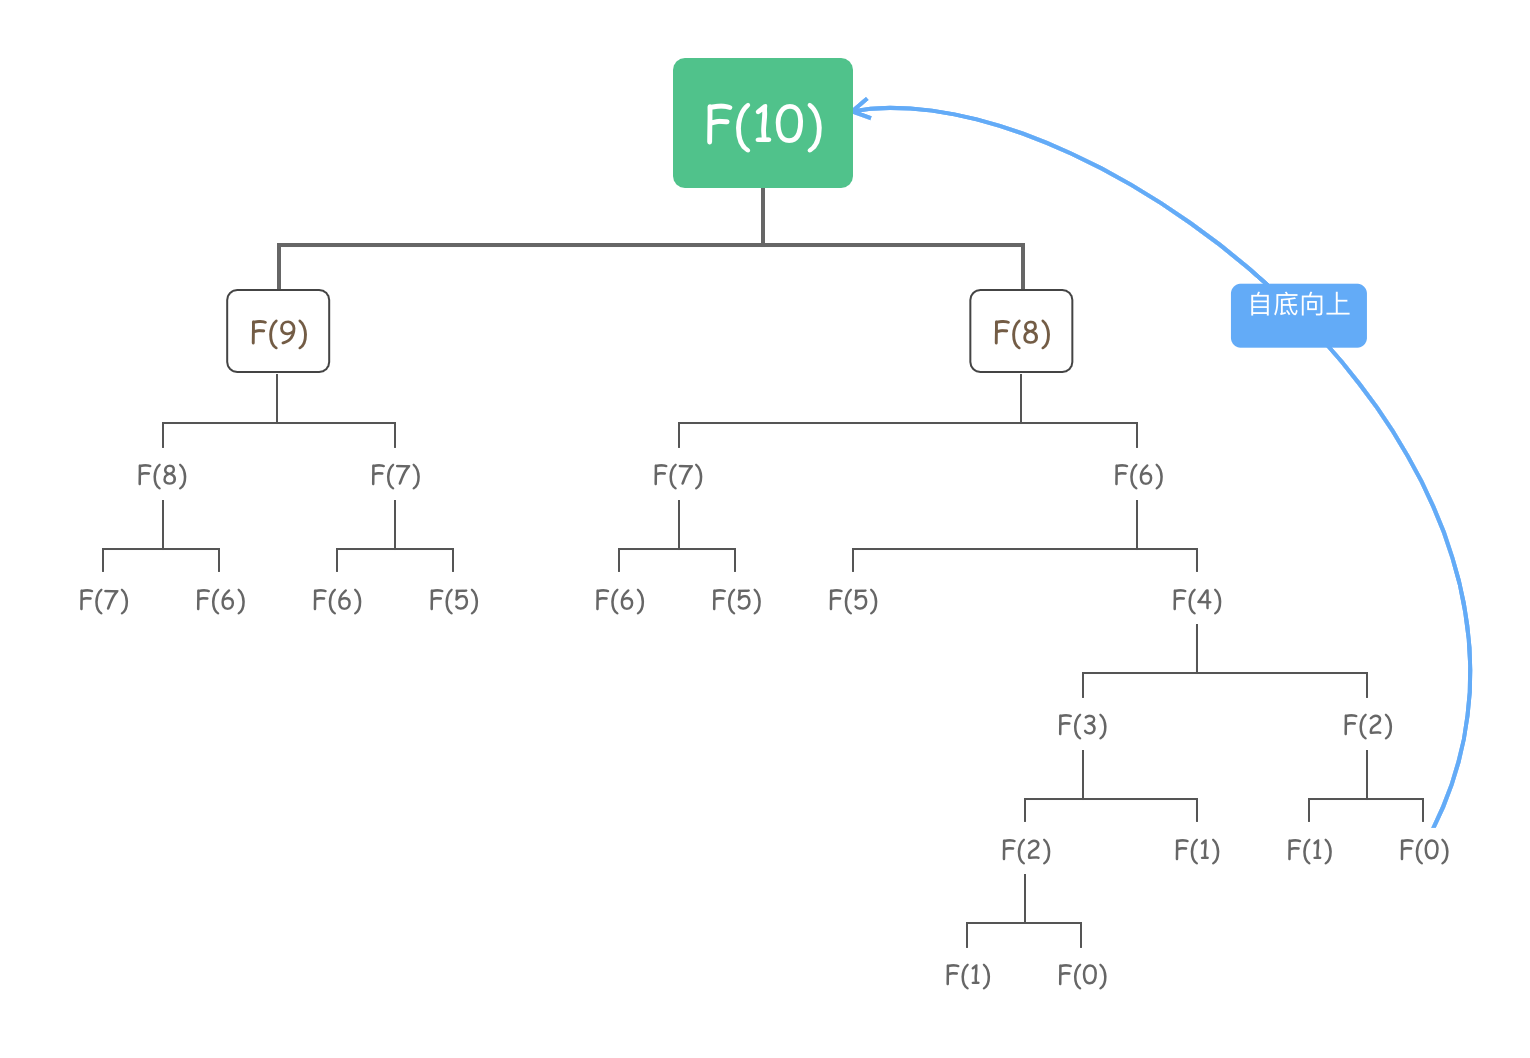 F(10)
自底向上
F(9)
F(8)
F(8)
F(7)
F(7)
F(6)
F(7)
F(6)
F(6)
F(5)
F(6)
F(5)
F(5)
F(4)
F(3)
F(2)
F(2)
F(1)
F(1)
F(0)
F(1)
F(0)